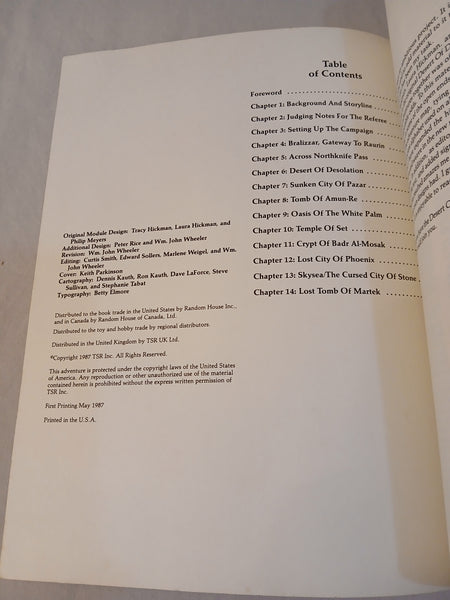 Table
of Contents
Foreword
Chapter 1: Background And Storyline
Chapter 2: Judging Notes For The Referee
Chapter 3: Setting Up The Campaign
Chapter 4: Bralizzar, Gateway To Raurin
Chapter 5: Across Northknife Pass
Chapter 6: Desert Of Desolation
Chapter 7: Sunken City Of Pazar
Chapter 8: Tomb Of Amun-Re
Chapter 9: Oasis Of The White Palm
Chapter 10: Temple Of Set
Chapter 11: Crypt Of Badr Al-Mosak
Chapter 12: Lost City Of Phoenix
Chapter 13: Skysea/The Cursed City Of Stone
Chapter 14: Lost Tomb Of Martek
Original Module Design: Tracy Hickman, Laura Hickman, and
Philip Meyers
Additional Design: Peter Rice and Wm. John Wheeler
Revision: Wm. John Wheeler
Editing: Curtis Smith, Edward Sollers, Marlene Weigel, and Wm.
John Wheeler
Cover: Keith Parkinson
Cartography: Dennis Kauth, Ron Kauth, Dave LaForce, Steve
Sullivan, and Stephanie Tabat
Typography: Betty Elmore
Distributed to the book trade in the United States by Random House Inc.,
and in Canada by Random House of Canada, Ltd.
Distributed to the toy and hobby trade by regional distributors.
Distributed in the United Kingdom by TSR UK Ltd.
©Copyright 1987 TSR Inc. All Rights Reserved.
This adventure is protected under the copyright laws of the United States
of America. Any reproduction or other unauthorized use of the material
contained herein is prohibited without the express written permission of
TSR Inc.
First Printing May 1987
Printed in the U.S.A.